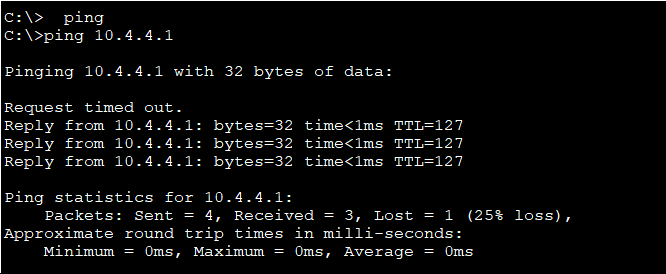 C:\>  ping
C:\>ping 10.4.4.1
Pinging 10.4.4.1 with 32 bytes of data:
Request timed out.
Reply from 10.4.4.1: bytes=32 time<1ms TTL=127
Reply from 10.4.4.1: bytes=32 time<1ms TTL=127
Reply from 10.4.4.1: bytes=32 time<1ms TTL=127
Ping statistics for 10.4.4.1:
    Packets: Sent = 4, Received = 3, Lost = 1 (25% loss),
Approximate round trip times in milli-seconds:
    Minimum = 0ms, Maximum = 0ms, Average = 0ms